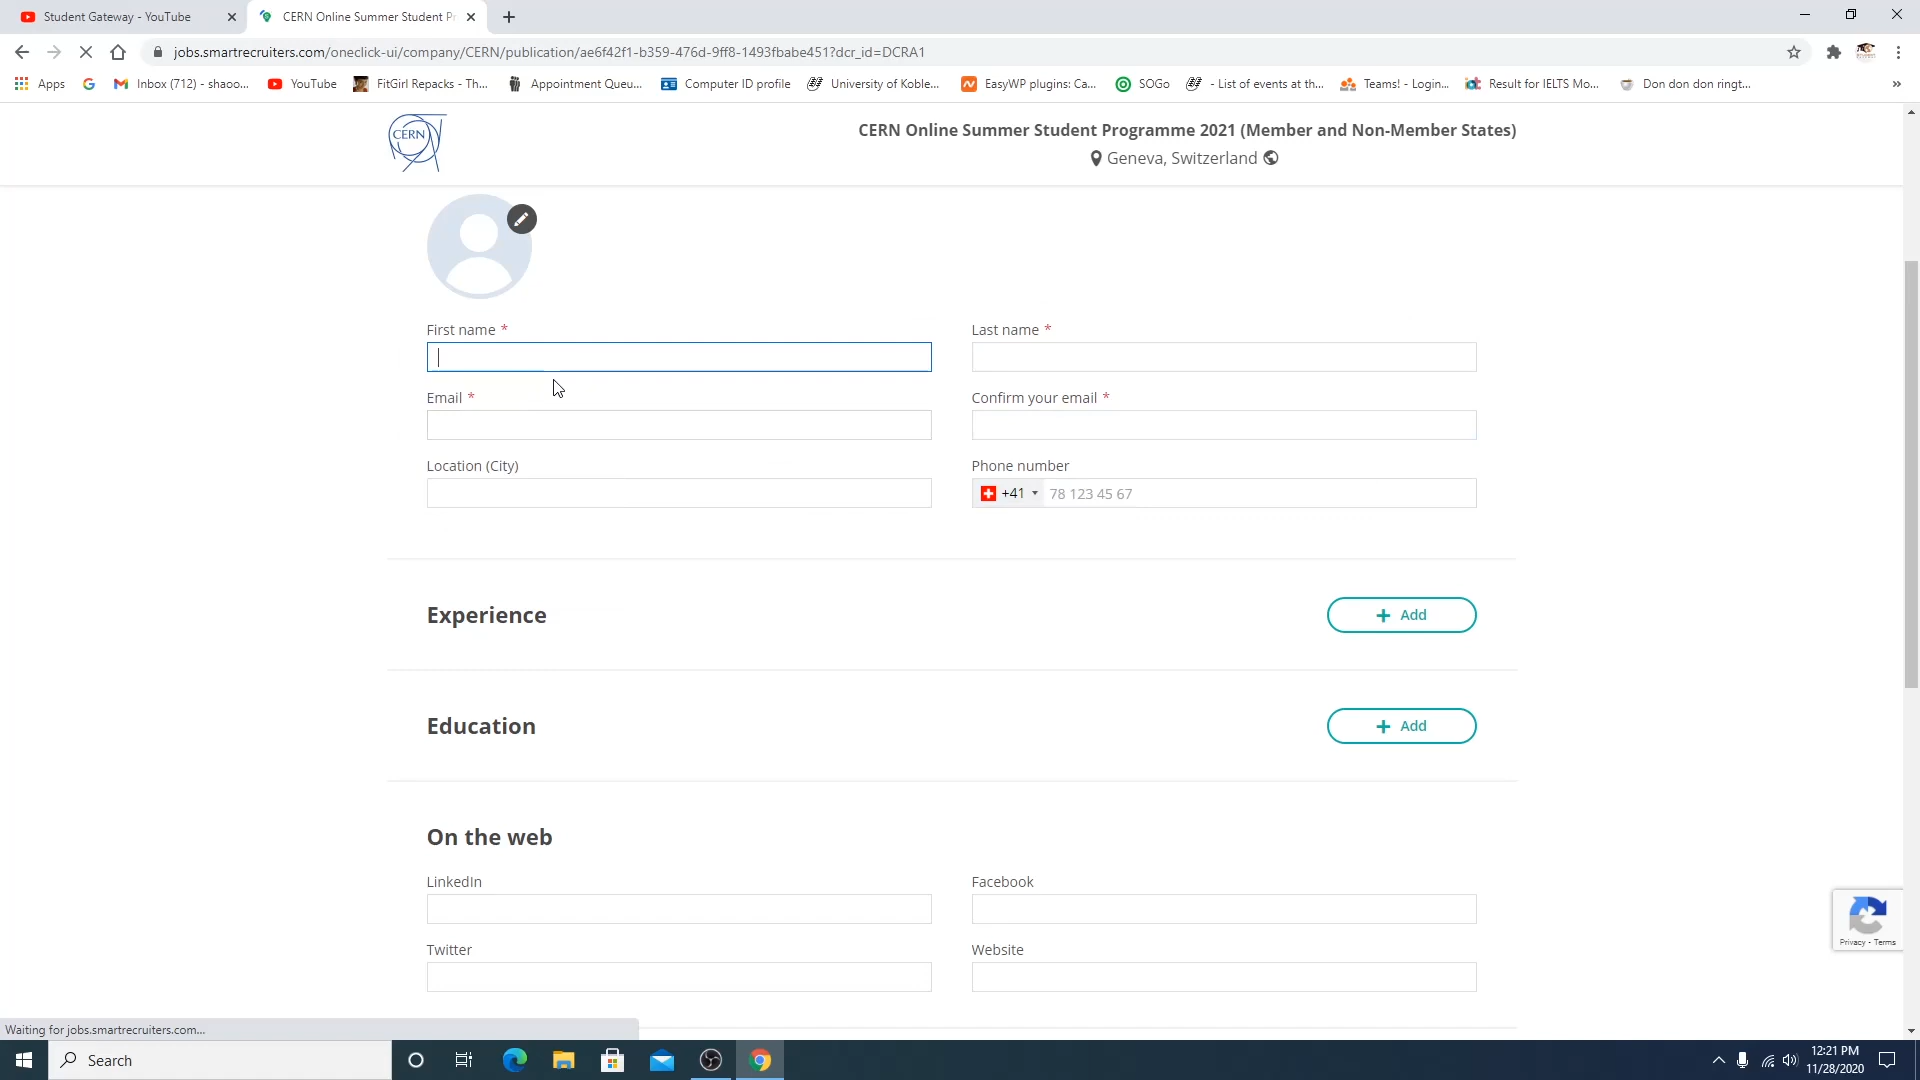 Student Gateway - YouTube
CERN Online Summer Student Pr
jobs.smartrecruiters.com/oneclick-ui/company/CERN/publication/ae6f42f1-b359-476d-9ff8-1493fbabe451?dcr_id=DCRA1
Apps
Inbox (712) - shaoo...
YouTube
FitGirl Repacks - Th...
Appointment Queu...
Computer ID profile
University of Koble...
EasyWP plugins: Ca...
SOGo
- List of events at th...
Teams! - Login...
Result for IELTS Mo...
Don don don ringt...
»
CERN
CERN Online Summer Student Programme 2021 (Member and Non-Member States)
Geneva, Switzerland
First name *
Last name *
Email *
Confirm your email *
Location (City)
Phone number
+41
78 123 45 67
Experience
+ Add
Education
+ Add
On the web
LinkedIn
Facebook
Twitter
Website
Privacy - Terms
Waiting for jobs.smartrecruiters.com...
Search
12:21 PM
11/28/2020